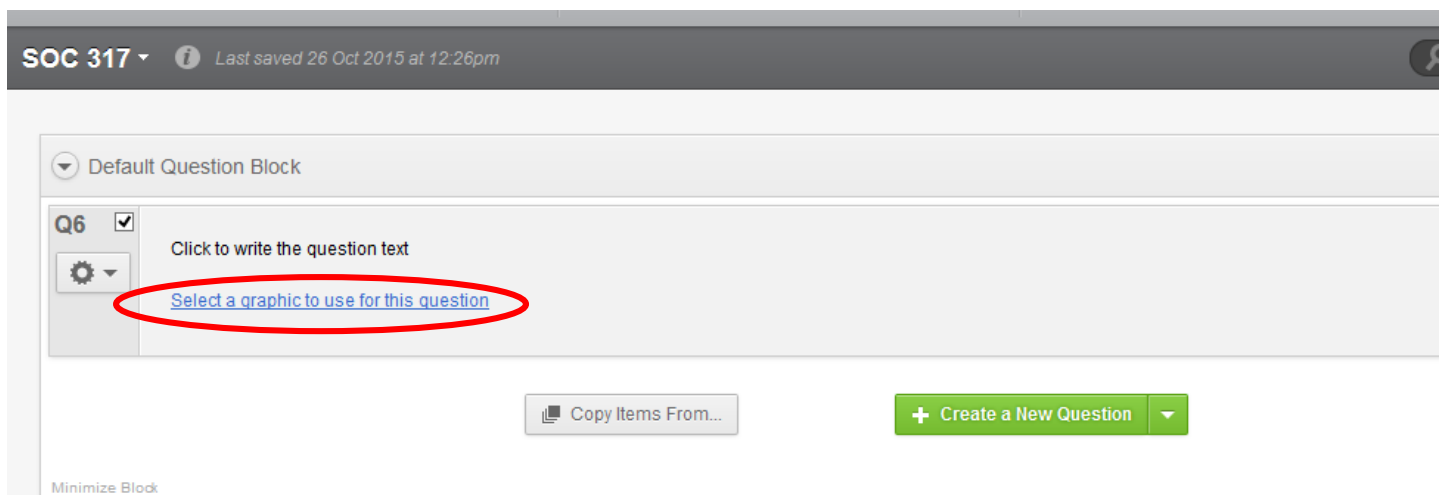 SOC 317 Last saved 26 Oct 2015 at 12:26pm
Default Question Block
Q6
Click to write the question text
Select a graphic to use for this question
Copy Items From... Create a New Question
Minimize Block